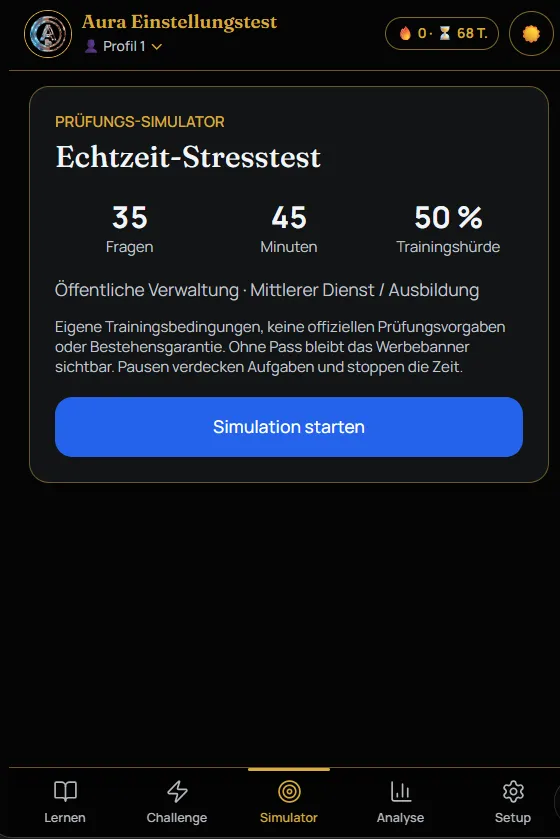 Aura Einstellungstest
Profil 1
0 · 68 T.
PRÜFUNGS-SIMULATOR
Echtzeit-Stresstest
35 45 50 %
Fragen Minuten Trainingshürde
Öffentliche Verwaltung · Mittlerer Dienst / Ausbildung
Eigene Trainingsbedingungen, keine offiziellen Prüfungsvorgaben
oder Bestehensgarantie. Ohne Pass bleibt das Werbebanner
sichtbar. Pausen verdecken Aufgaben und stoppen die Zeit.
Simulation starten
Lernen Challenge Simulator Analyse Setup